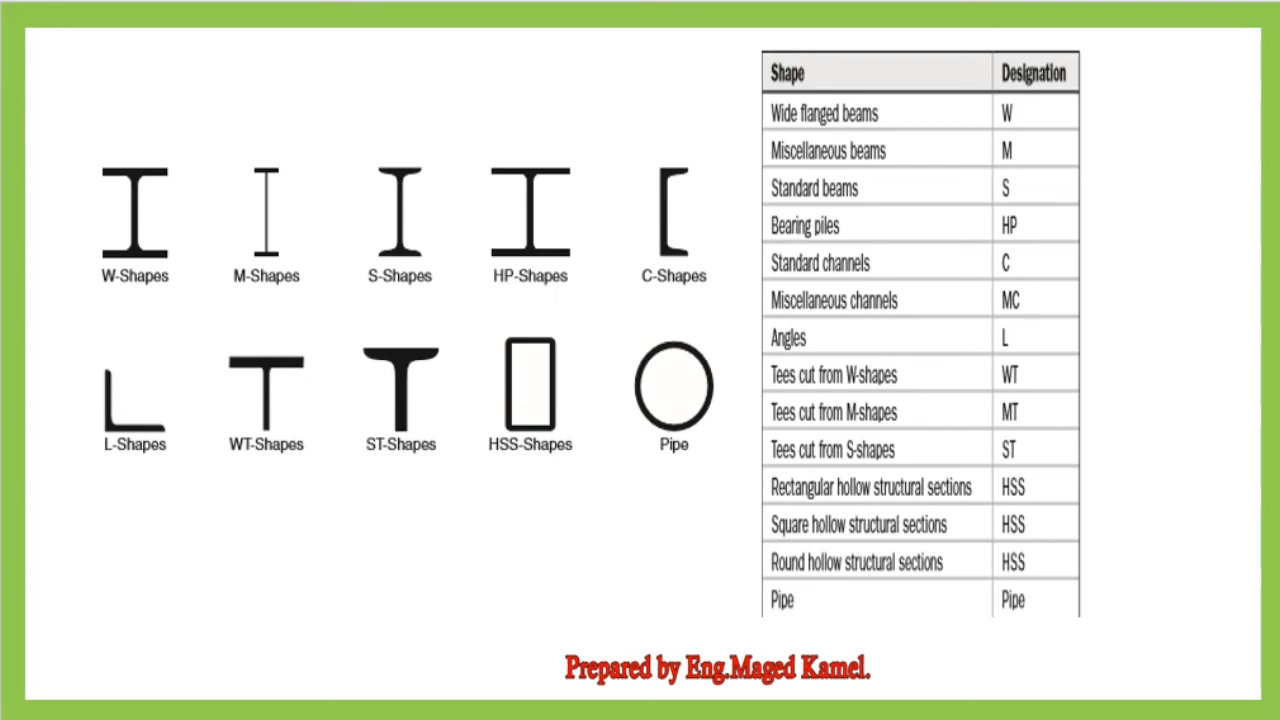 W-Shapes M-Shapes S-Shapes HP-Shapes C-Shapes
L-Shapes WT-Shapes ST-Shapes HSS-Shapes Pipe
Shape Designation
Wide flanged beams W
Miscellaneous beams M
Standard beams S
Bearing piles HP
Standard channels C
Miscellaneous channels MC
Angles L
Tees cut from W-shapes WT
Tees cut from M-shapes MT
Tees cut from S-shapes ST
Rectangular hollow structural sections HSS
Square hollow structural sections HSS
Round hollow structural sections HSS
Pipe Pipe
Prepared by Eng.Maged Kamel.